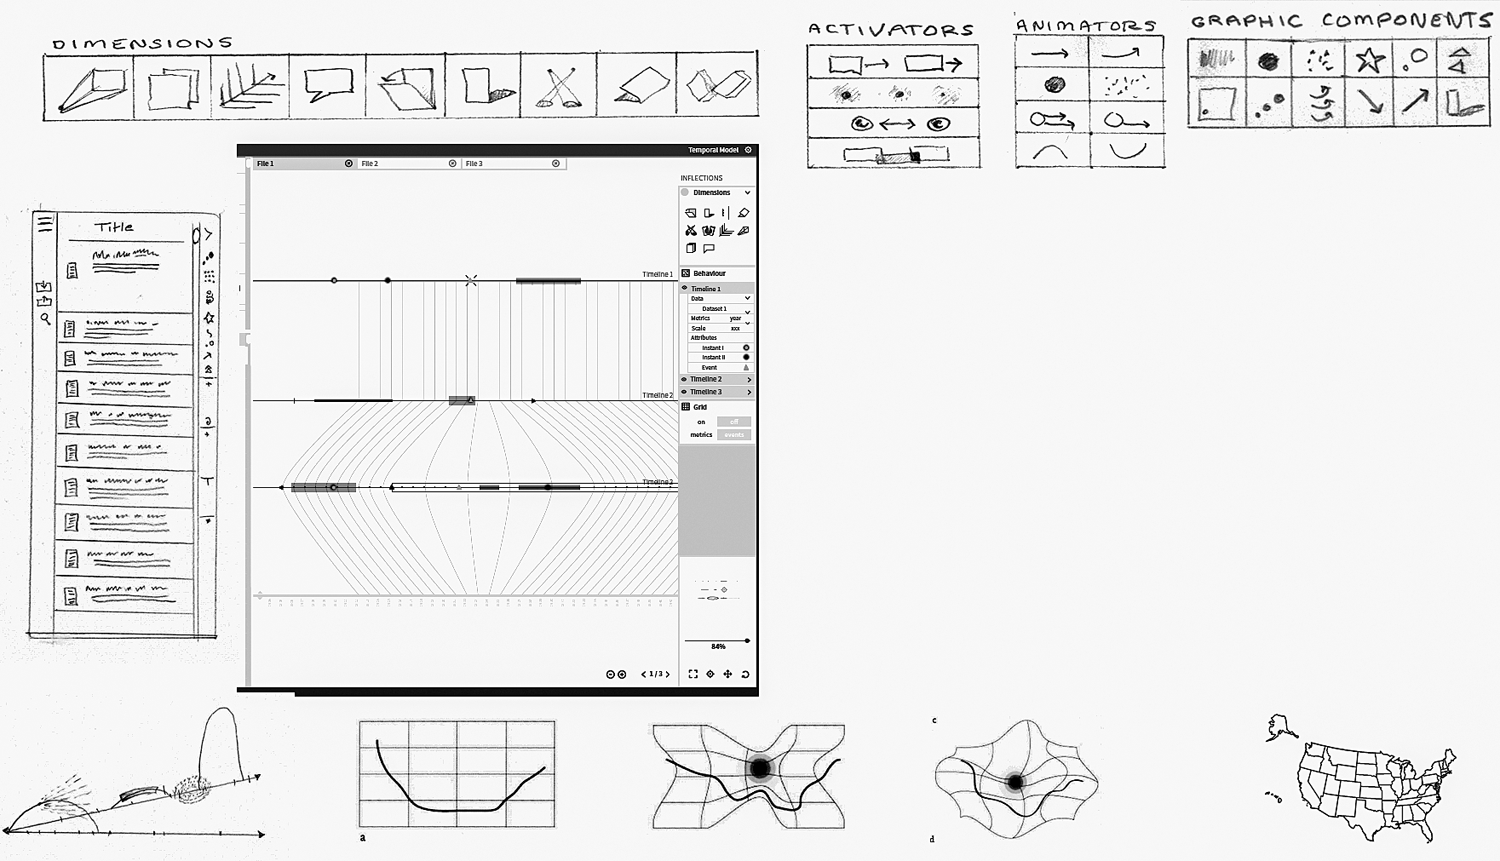 DIMENSIONS
ACTIVATORS
ANIMATORS
GRAPHIC COMPONENTS
Temporal Model
File 1
File 2
File 3
INFLECTIONS
Dimensions
Title
Timeline 1
Behaviour
Timeline 1
Data
Dataset 1
Metrics year
Scale xxx
Attributes
Instant I
Instant II
Event
Timeline 2
Timeline 2
Timeline 3
Grid
on off
metrics events
Timeline 3
84%
1 / 3
a
c
d